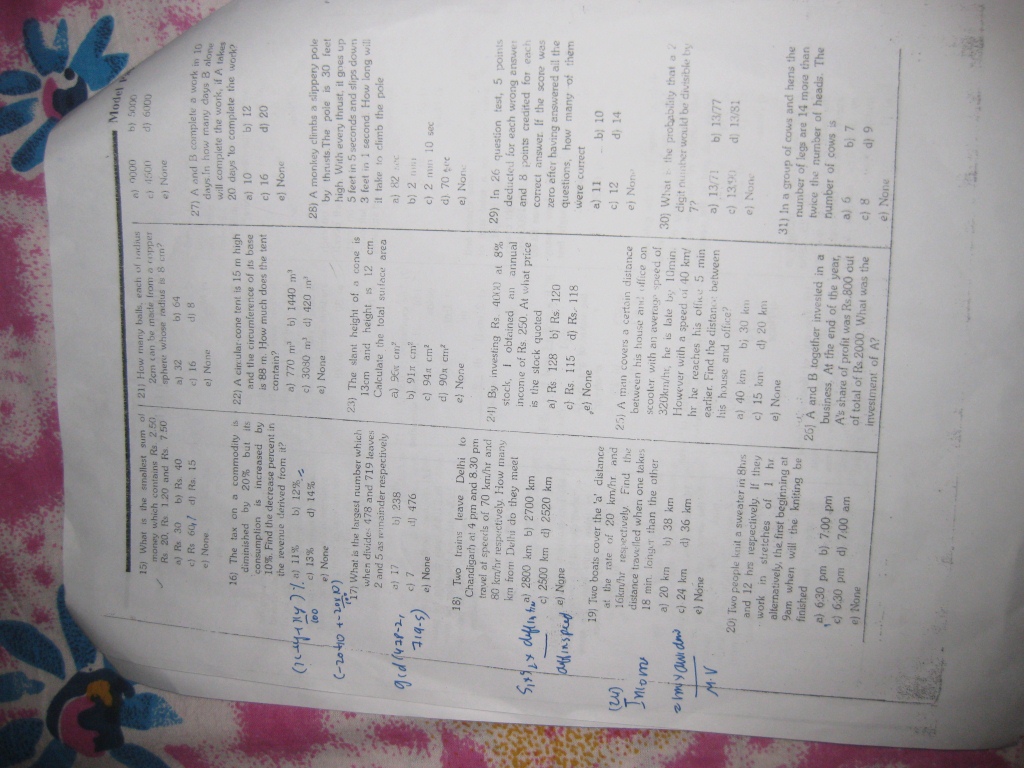 Model P
15) What is the smallest sum of
money which contains Rs. 2.50,
Rs. 20, Rs. 1.20 and Rs. 7.50
a) Rs. 30 b) Rs. 40
c) Rs. 60 d) Rs. 15
e) None
16) The tax on a commodity is
diminished by 20% but its
consumption is increased by
10%. Find the decrease percent in
the revenue derived from it?
a) 11% b) 12%
c) 13% d) 14%
e) None
17) What is the largest number which
when divide 478 and 719 leaves
2 and 5 as remainder respectively
a) 17 b) 238
c) 7 d) 476
e) None
18) Two trains leave Delhi to
Chandigarh at 4 pm and 8.30 pm
travel at speeds of 70 km/hr and
80 km/hr respectively. How many
km from Delhi do they meet
a) 2800 km b) 2700 km
c) 2500 km d) 2520 km
e) None
19) Two boats cover the 'a' distance
at the rate of 20 km/hr and
16km/hr respectively. Find the
distance travelled when one takes
18 min. longer than the other
a) 20 km b) 38 km
c) 24 km d) 36 km
e) None
20) Two people knit a sweater in 8hrs
and 12 hrs respectively. If they
work in stretches of 1 hr
alternatively, the first beginning at
9am when will the knitting be
finished
a) 6:30 pm b) 7.00 pm
c) 6:30 pm d) 7.00 am
e) None
gcd(478-2,
719-5)
21) How many balls, each of radius
2cm can be made from a copper
sphere whose radius is 8 cm?
a) 32 b) 64
c) 16 d) 8
e) None
22) A circular cone tent is 15 m high
and the circumference of its base
is 88 m. How much does the tent
contain?
a) 770 m³ b) 1440 m³
c) 3080 m³ d) 420 m³
e) None
23) The slant height of a cone is
13cm and height is 12 cm
Calculate the total surface area
a) 95π cm²
b) 91π cm²
c) 94π cm²
d) 90π cm²
e) None
24) By investing Rs. 4000 at 8%
stock, I obtained an annual
income of Rs. 250. At what price
is the stock quoted
a) Rs 128 b) Rs. 120
c) Rs. 115 d) Rs. 118
e) None
25) A man covers a certain distance
between his house and office on
scooter with an average speed of
320km/hr, he is late by 10min.
However with a speed of 40 km/
hr he reaches his office 5 min
earlier. Find the distance between
his house and office?
a) 40 km b) 30 km
c) 15 km d) 20 km
e) None
26) A and B together invested in a
business. At the end of the year,
A's share of profit was Rs.800 out
of total of Rs.2000. What was the
investment of A?
a) 9000 b) 5000
c) 4800 d) 6000
e) None
27) A and B complete a work in 10
days In how many days B alone
will complete the work, if A takes
20 days to complete the work?
a) 10 b) 12
c) 16 d) 20
e) None
28) A monkey climbs a slippery pole
by thrusts The pole is 30 feet
high With every thrust, it goes up
5 feet in 5 seconds and slips down
3 feet in 1 second How long will
it take to climb the pole
a) 82 sec
b) 2 min
c) 2 min 10 sec
d) 70 sec
e) None
29) In 26 question test, 5 points
detracted for each wrong answer
and 8 points credited for each
correct answer. If the score was
zero after having answered all the
questions, how many of them
were correct
a) 11 b) 10
c) 12 d) 14
e) None
30) What is the probability that a 2
digit number would be divisible by
7?
a) 13/71 b) 13/77
c) 13/90 d) 13/81
e) None
31) In a group of cows and hens the
number of legs are 14 more than
twice the number of heads. The
number of cows is
a) 6 b) 7
c) 8 d) 9
e) None